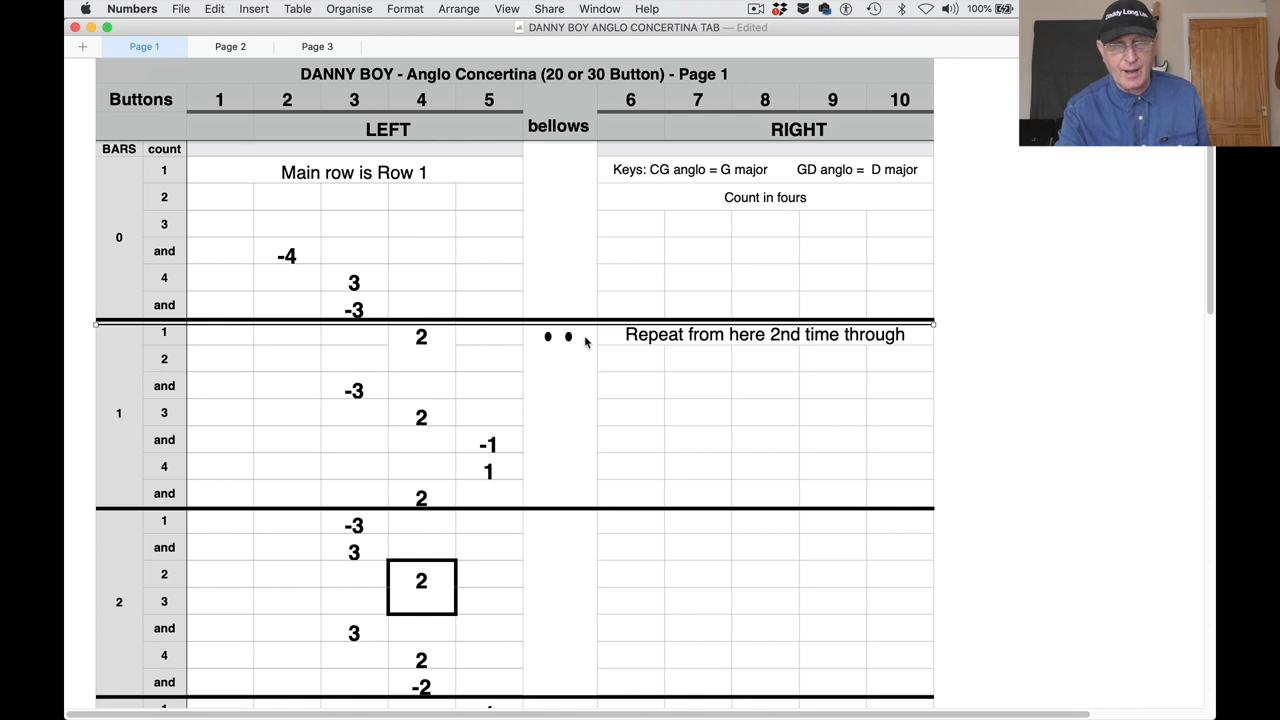 Numbers File Edit Insert Table Organise Format Arrange View Share Window Help 100%
DANNY BOY ANGLO CONCERTINA TAB — Edited
Page 1 Page 2 Page 3
DANNY BOY - Anglo Concertina (20 or 30 Button) - Page 1
Buttons 1 2 3 4 5 6 7 8 9 10
LEFT bellows RIGHT
BARS count
1 Main row is Row 1 Keys: CG anglo = G major GD anglo = D major
2 Count in fours
3
0
and -4
4 3
and -3
1 2 Repeat from here 2nd time through
2
and -3
1 3 2
and -1
4 1
and 2
1 -3
and 3
2 2
2 3
and 3
4 2
and -2
Daddy Long Les